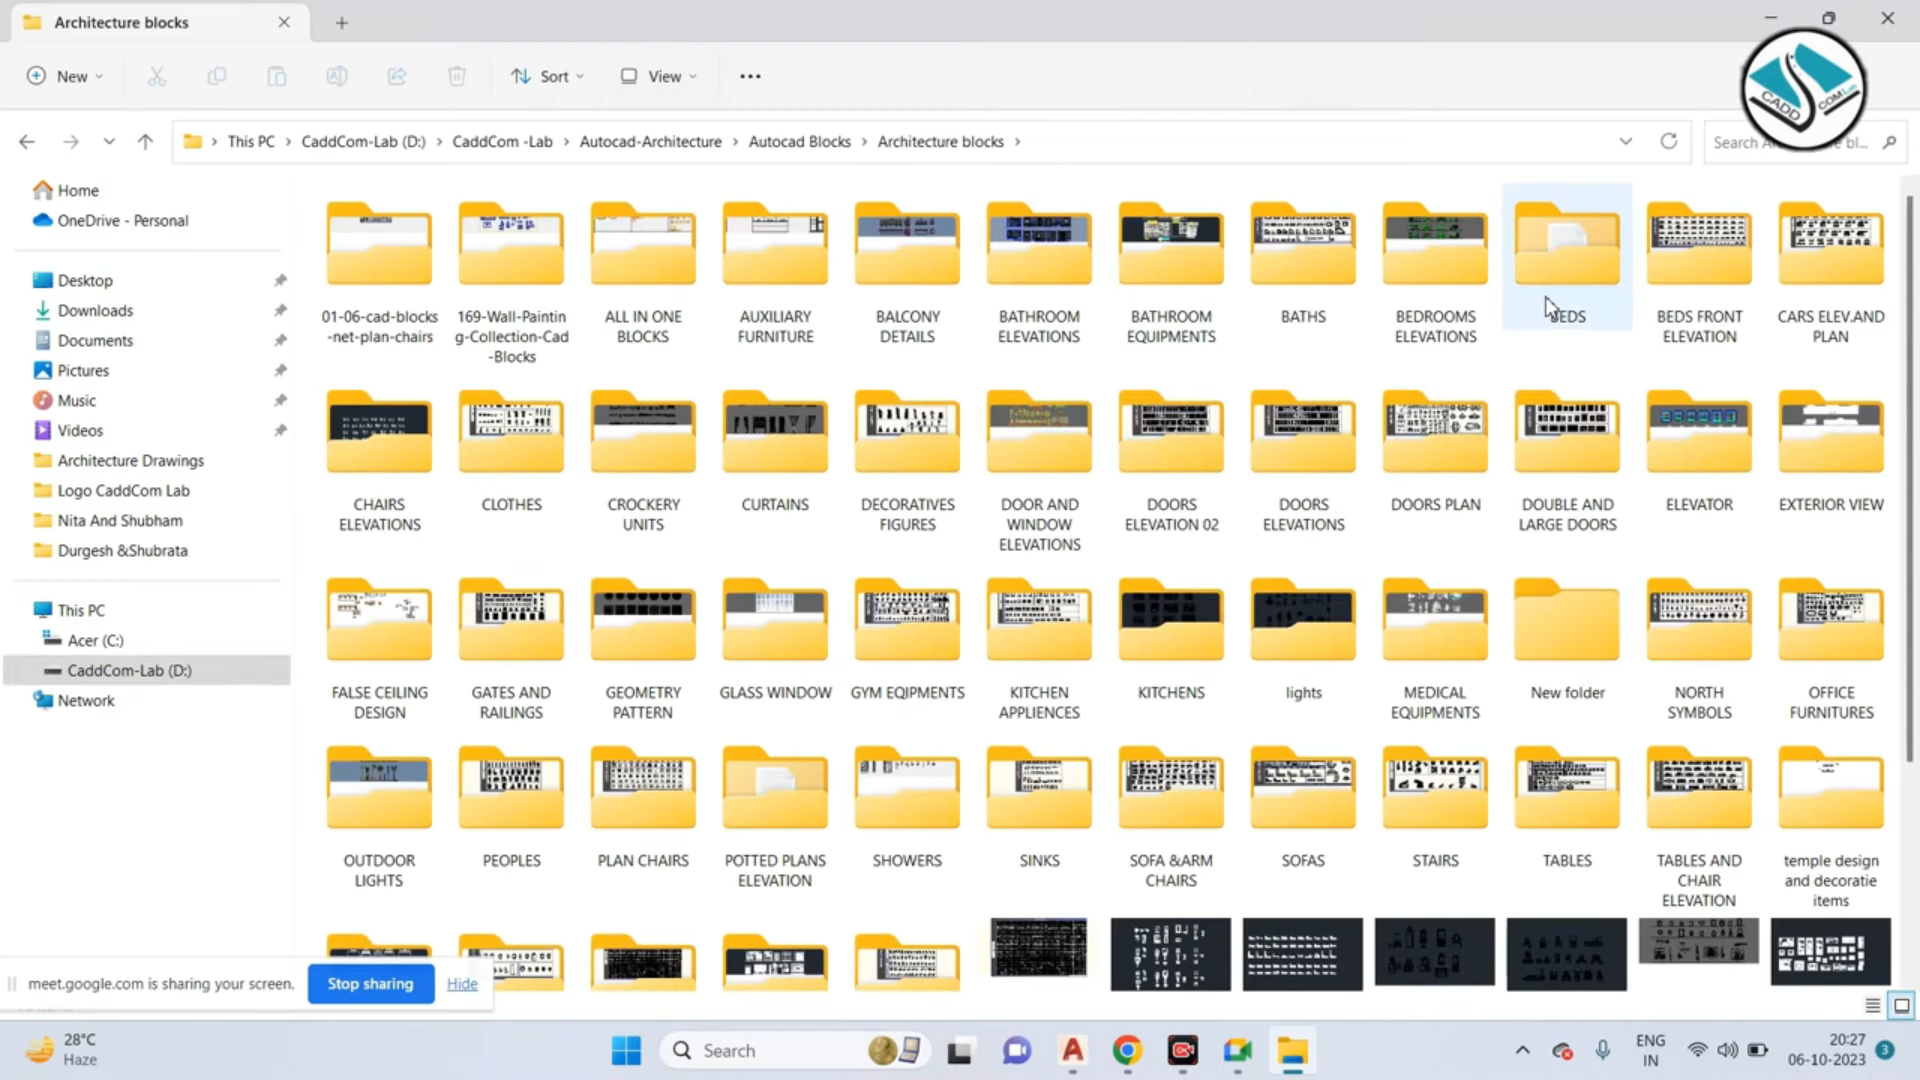 Architecture blocks
New
Sort
View
This PC
CaddCom-Lab (D:)
CaddCom -Lab
Autocad-Architecture
Autocad Blocks
Architecture blocks
Search
bl...
CADD
COM Lab
Home
OneDrive - Personal
Desktop
Downloads
Documents
Pictures
Music
Videos
Architecture Drawings
Logo CaddCom Lab
Nita And Shubham
Durgesh &Shubrata
This PC
Acer (C:)
CaddCom-Lab (D:)
Network
01-06-cad-blocks
-net-plan-chairs
169-Wall-Paintin
g-Collection-Cad
-Blocks
ALL IN ONE
BLOCKS
AUXILIARY
FURNITURE
BALCONY
DETAILS
BATHROOM
ELEVATIONS
BATHROOM
EQUIPMENTS
BATHS
BEDROOMS
ELEVATIONS
BEDS
BEDS FRONT
ELEVATION
CARS ELEV.AND
PLAN
CHAIRS
ELEVATIONS
CLOTHES
CROCKERY
UNITS
CURTAINS
DECORATIVES
FIGURES
DOOR AND
WINDOW
ELEVATIONS
DOORS
ELEVATION 02
DOORS
ELEVATIONS
DOORS PLAN
DOUBLE AND
LARGE DOORS
ELEVATOR
EXTERIOR VIEW
FALSE CEILING
DESIGN
GATES AND
RAILINGS
GEOMETRY
PATTERN
GLASS WINDOW
GYM EQIPMENTS
KITCHEN
APPLIENCES
KITCHENS
lights
MEDICAL
EQUIPMENTS
New folder
NORTH
SYMBOLS
OFFICE
FURNITURES
OUTDOOR
LIGHTS
PEOPLES
PLAN CHAIRS
POTTED PLANS
ELEVATION
SHOWERS
SINKS
SOFA &ARM
CHAIRS
SOFAS
STAIRS
TABLES
TABLES AND
CHAIR
ELEVATION
temple design
and decoratie
items
meet.google.com is sharing your screen.
Stop sharing
Hide
28°C
Haze
Search
ENG
IN
20:27
06-10-2023
3